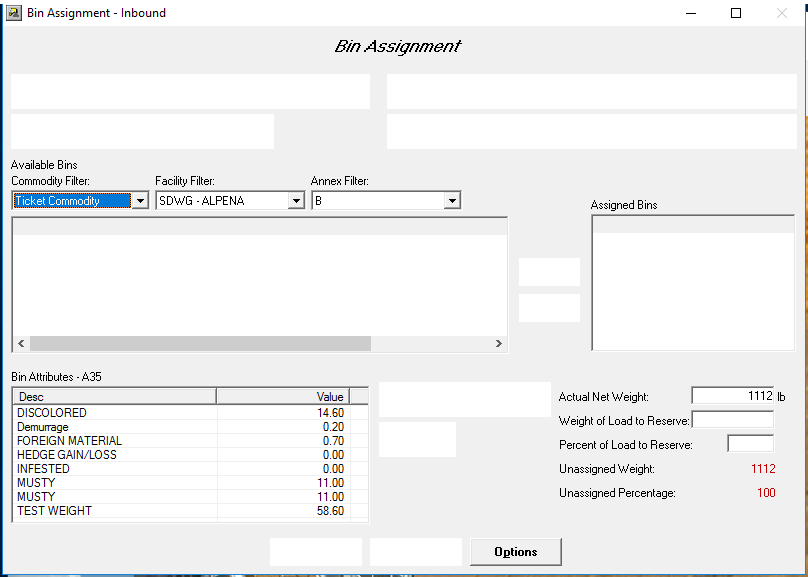 Bin Assignment - Inbound
Bin Assignment
Available Bins
Commodity Filter: Facility Filter: Annex Filter:
Ticket Commodity SDWG - ALPENA B
Assigned Bins
Bin Attributes - A35
Desc Value
DISCOLORED 14.60
Demurrage 0.20
FOREIGN MATERIAL 0.70
HEDGE GAIN/LOSS 0.00
INFESTED 0.00
MUSTY 11.00
MUSTY 11.00
TEST WEIGHT 58.60
Actual Net Weight: 1112 lb
Weight of Load to Reserve:
Percent of Load to Reserve:
Unassigned Weight: 1112
Unassigned Percentage: 100
Options